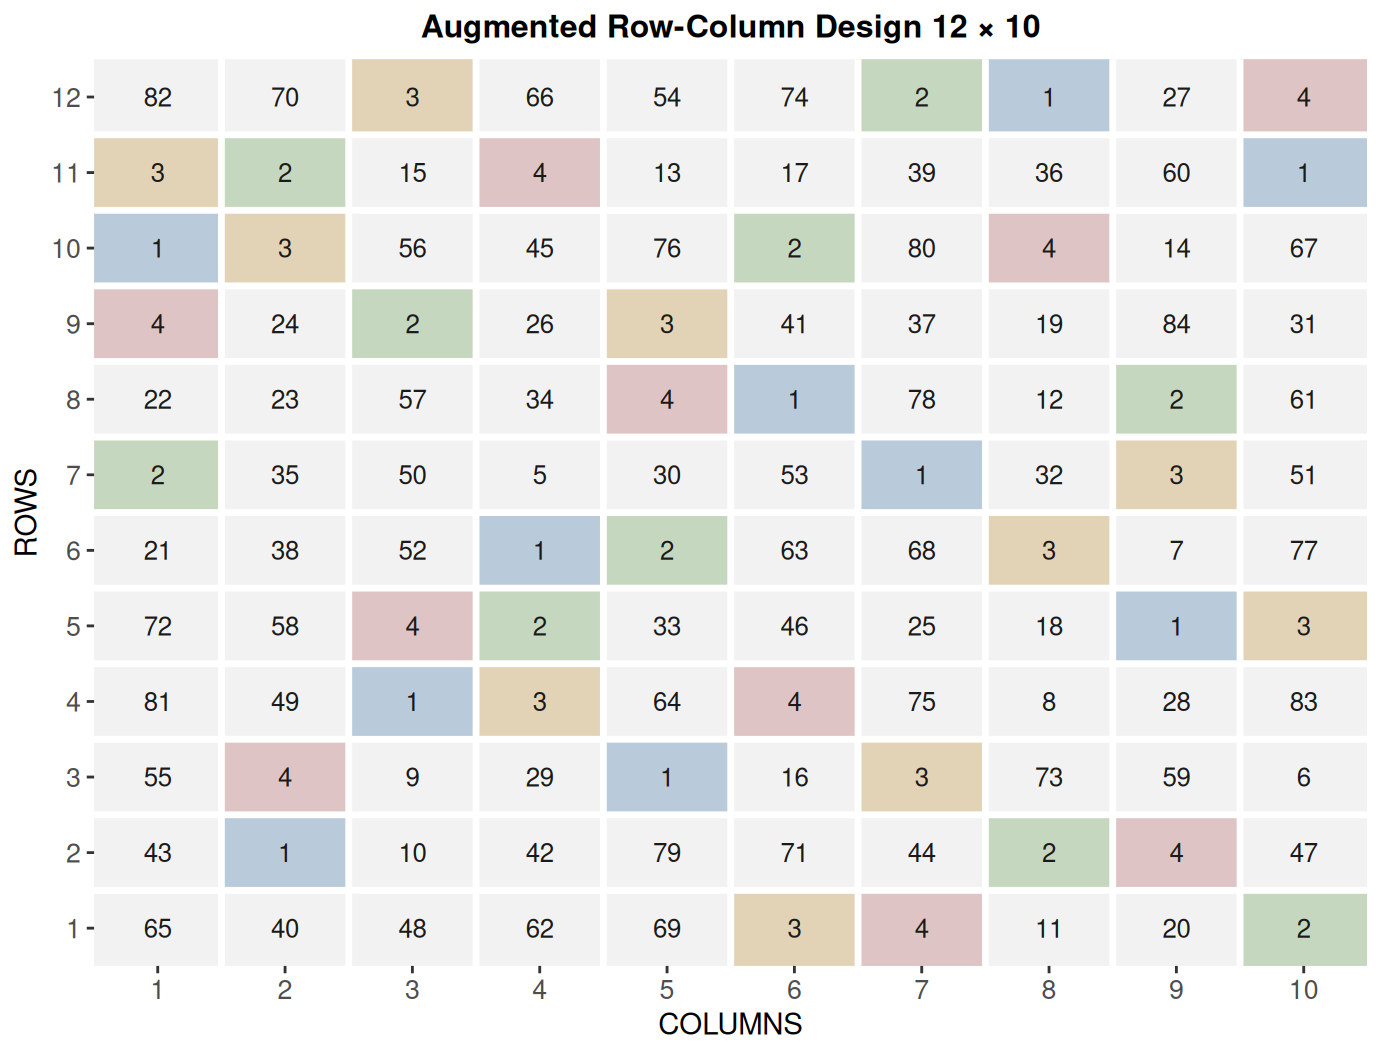 Augmented Row-Column Design 12 × 10
12 82 70 3 66 54 74 2 1 27 4
11 3 2 15 4 13 17 39 36 60 1
10 1 3 56 45 76 2 80 4 14 67
9 4 24 2 26 3 41 37 19 84 31
8 22 23 57 34 4 1 78 12 2 61
7 2 35 50 5 30 53 1 32 3 51
6 21 38 52 1 2 63 68 3 7 77
5 72 58 4 2 33 46 25 18 1 3
4 81 49 1 3 64 4 75 8 28 83
3 55 4 9 29 1 16 3 73 59 6
2 43 1 10 42 79 71 44 2 4 47
1 65 40 48 62 69 3 4 11 20 2
1 2 3 4 5 6 7 8 9 10
COLUMNS
ROWS